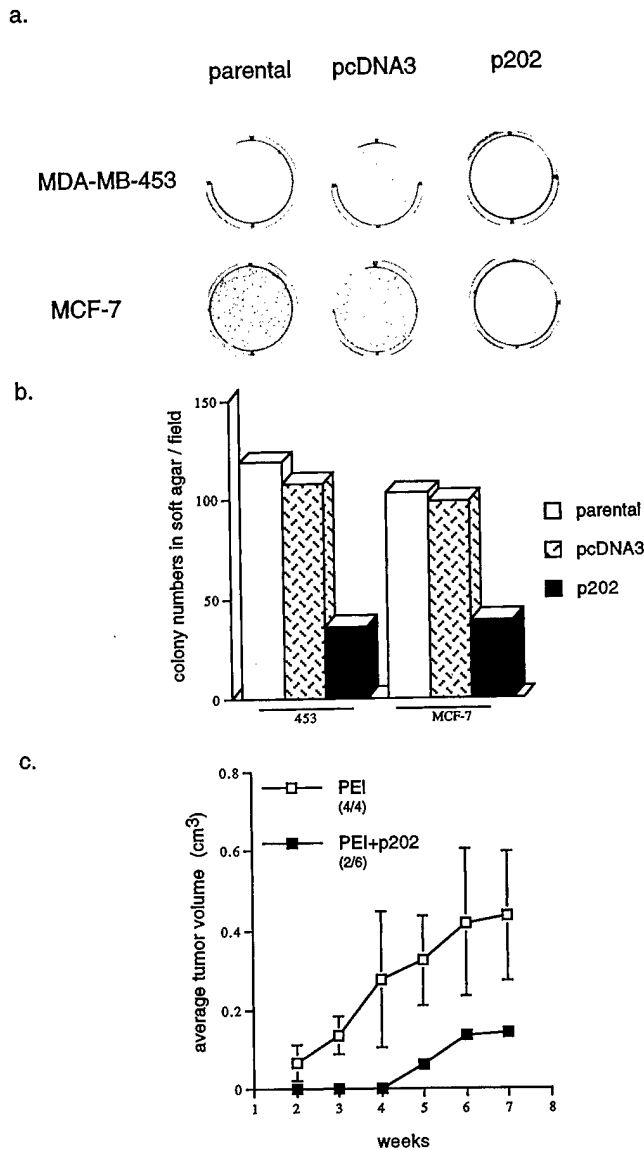 a.
parental pcDNA3 p202
MDA-MB-453
MCF-7
b.
colony numbers in soft agar / field
150
100
50
0
453 MCF-7
parental
pcDNA3
p202
c.
average tumor volume (cm3)
0.8
0.6
0.4
0.2
0
PEI
(4/4)
PEI+p202
(2/6)
1 2 3 4 5 6 7 8
weeks